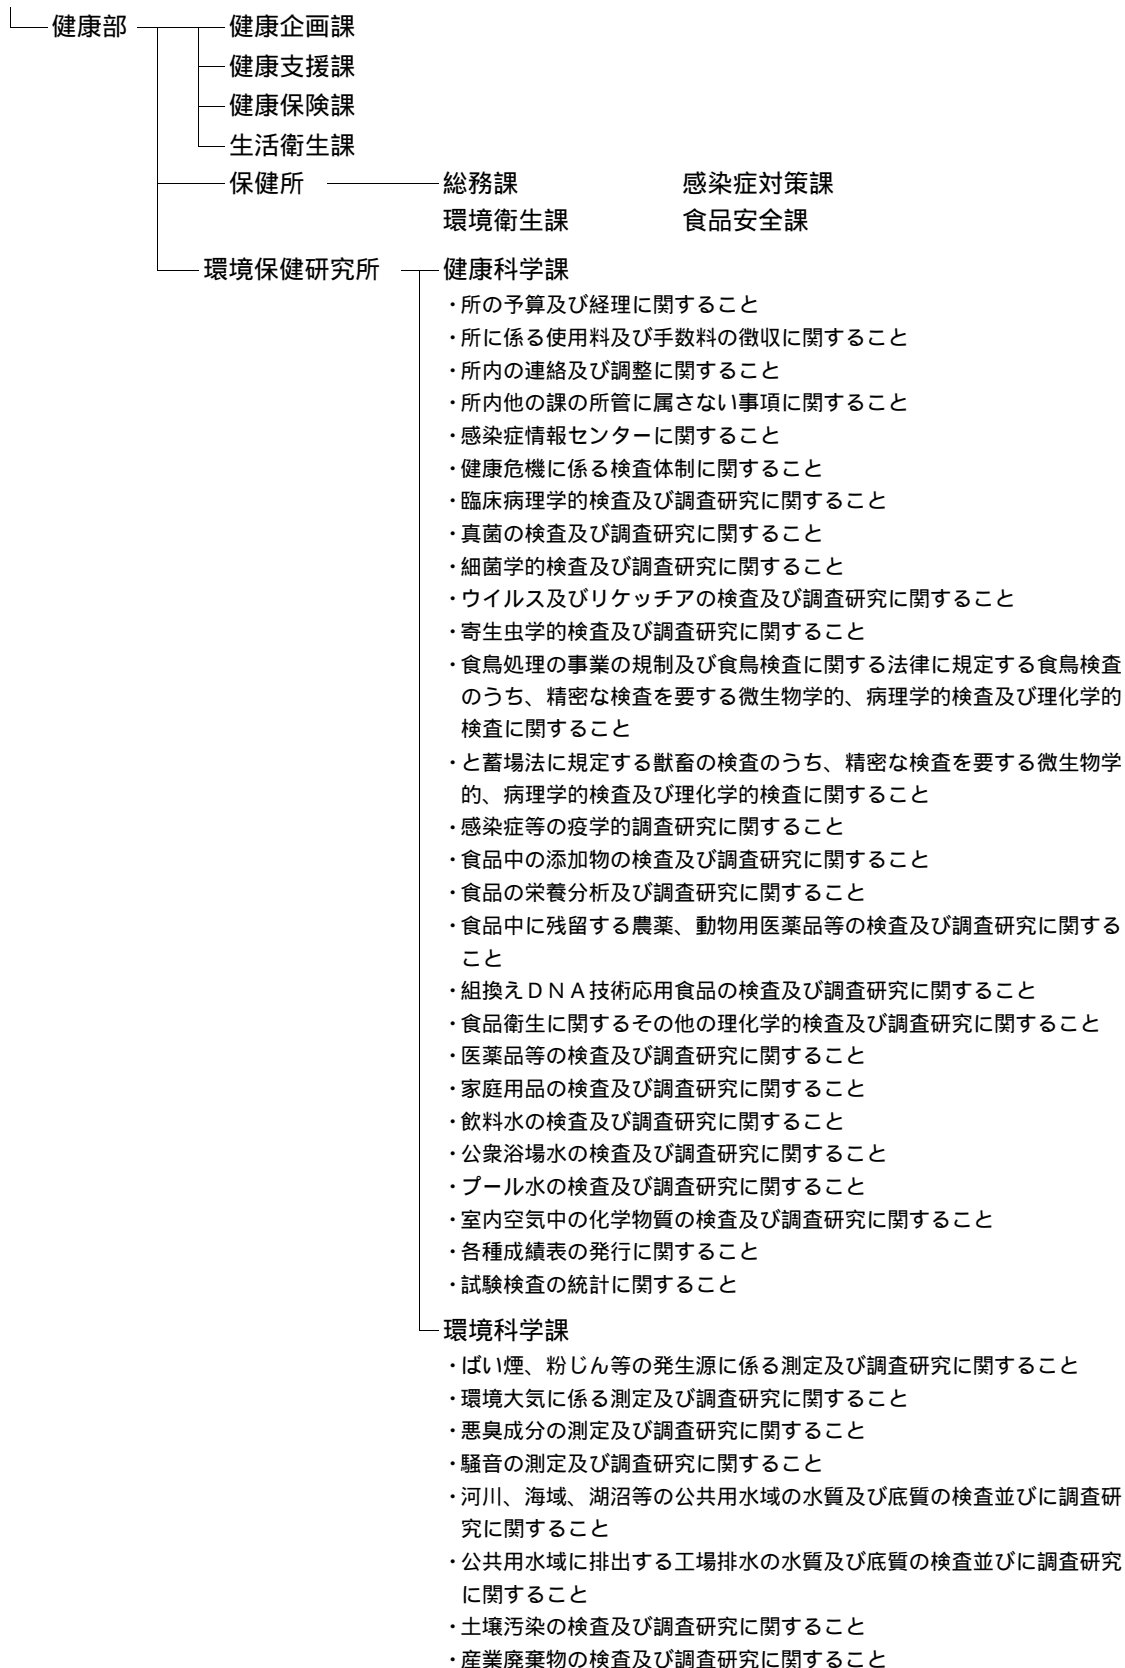 健康部 健康企画課
健康支援課
健康保険課
生活衛生課
保健所 総務課 感染症対策課
環境衛生課 食品安全課
環境保健研究所 健康科学課
・所の予算及び経理に関すること
・所に係る使用料及び手数料の徴収に関すること
・所内の連絡及び調整に関すること
・所内他の課の所管に属さない事項に関すること
・感染症情報センターに関すること
・健康危機に係る検査体制に関すること
・臨床病理学的検査及び調査研究に関すること
・真菌の検査及び調査研究に関すること
・細菌学的検査及び調査研究に関すること
・ウイルス及びリケッチアの検査及び調査研究に関すること
・寄生虫学的検査及び調査研究に関すること
・食鳥処理の事業の規制及び食鳥検査に関する法律に規定する食鳥検査
のうち、精密な検査を要する微生物学的、病理学的検査及び理化学的
検査に関すること
・と蓄場法に規定する獣畜の検査のうち、精密な検査を要する微生物学
的、病理学的検査及び理化学的検査に関すること
・感染症等の疫学的調査研究に関すること
・食品中の添加物の検査及び調査研究に関すること
・食品の栄養分析及び調査研究に関すること
・食品中に残留する農薬、動物用医薬品等の検査及び調査研究に関する
こと
・組換えＤＮＡ技術応用食品の検査及び調査研究に関すること
・食品衛生に関するその他の理化学的検査及び調査研究に関すること
・医薬品等の検査及び調査研究に関すること
・家庭用品の検査及び調査研究に関すること
・飲料水の検査及び調査研究に関すること
・公衆浴場水の検査及び調査研究に関すること
・プール水の検査及び調査研究に関すること
・室内空気中の化学物質の検査及び調査研究に関すること
・各種成績表の発行に関すること
・試験検査の統計に関すること
環境科学課
・ばい煙、粉じん等の発生源に係る測定及び調査研究に関すること
・環境大気に係る測定及び調査研究に関すること
・悪臭成分の測定及び調査研究に関すること
・騒音の測定及び調査研究に関すること
・河川、海域、湖沼等の公共用水域の水質及び底質の検査並びに調査研
究に関すること
・公共用水域に排出する工場排水の水質及び底質の検査並びに調査研究
に関すること
・土壌汚染の検査及び調査研究に関すること
・産業廃棄物の検査及び調査研究に関すること